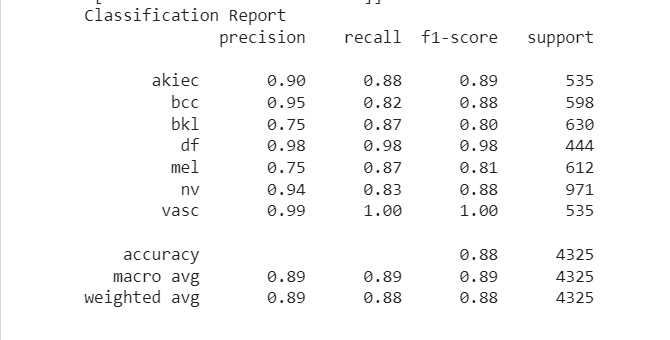 Classification Report
precision recall f1-score support
akiec 0.90 0.88 0.89 535
bcc 0.95 0.82 0.88 598
bkl 0.75 0.87 0.80 630
df 0.98 0.98 0.98 444
mel 0.75 0.87 0.81 612
nv 0.94 0.83 0.88 971
vasc 0.99 1.00 1.00 535
accuracy 0.88 4325
macro avg 0.89 0.89 0.89 4325
weighted avg 0.89 0.88 0.88 4325